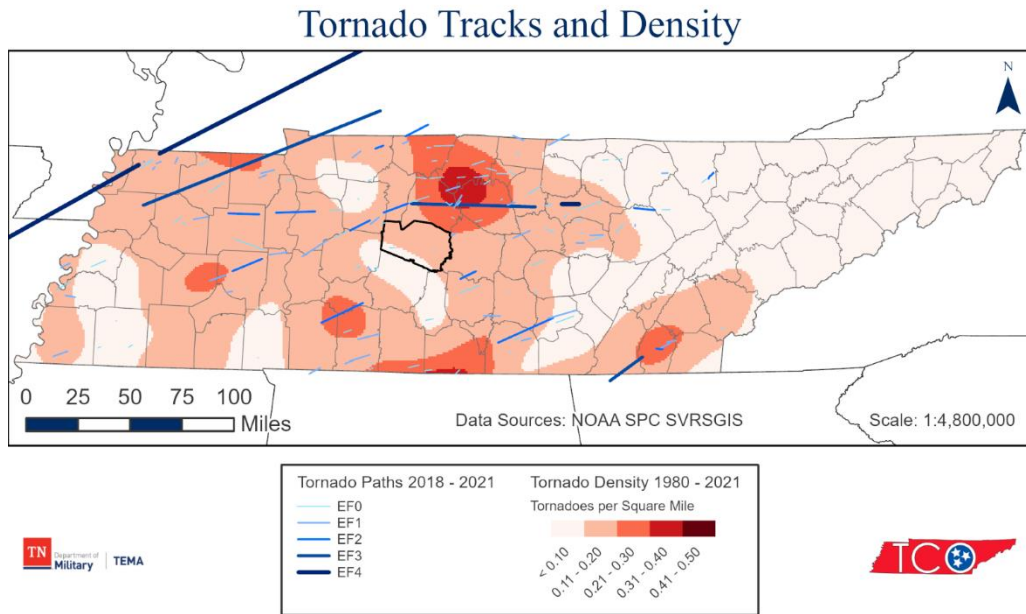 Tornado Tracks and Density
N
0 25 50 75 100
Miles
Data Sources: NOAA SPC SVRSGIS
Scale: 1:4,800,000
Tornado Paths 2018 - 2021
EF0
EF1
EF2
EF3
EF4
Tornado Density 1980 - 2021
Tornadoes per Square Mile
< 0.10
0.11 - 0.20
0.21 - 0.30
0.31 - 0.40
0.41 - 0.50
TN
Department of
Military
TEMA
TCO